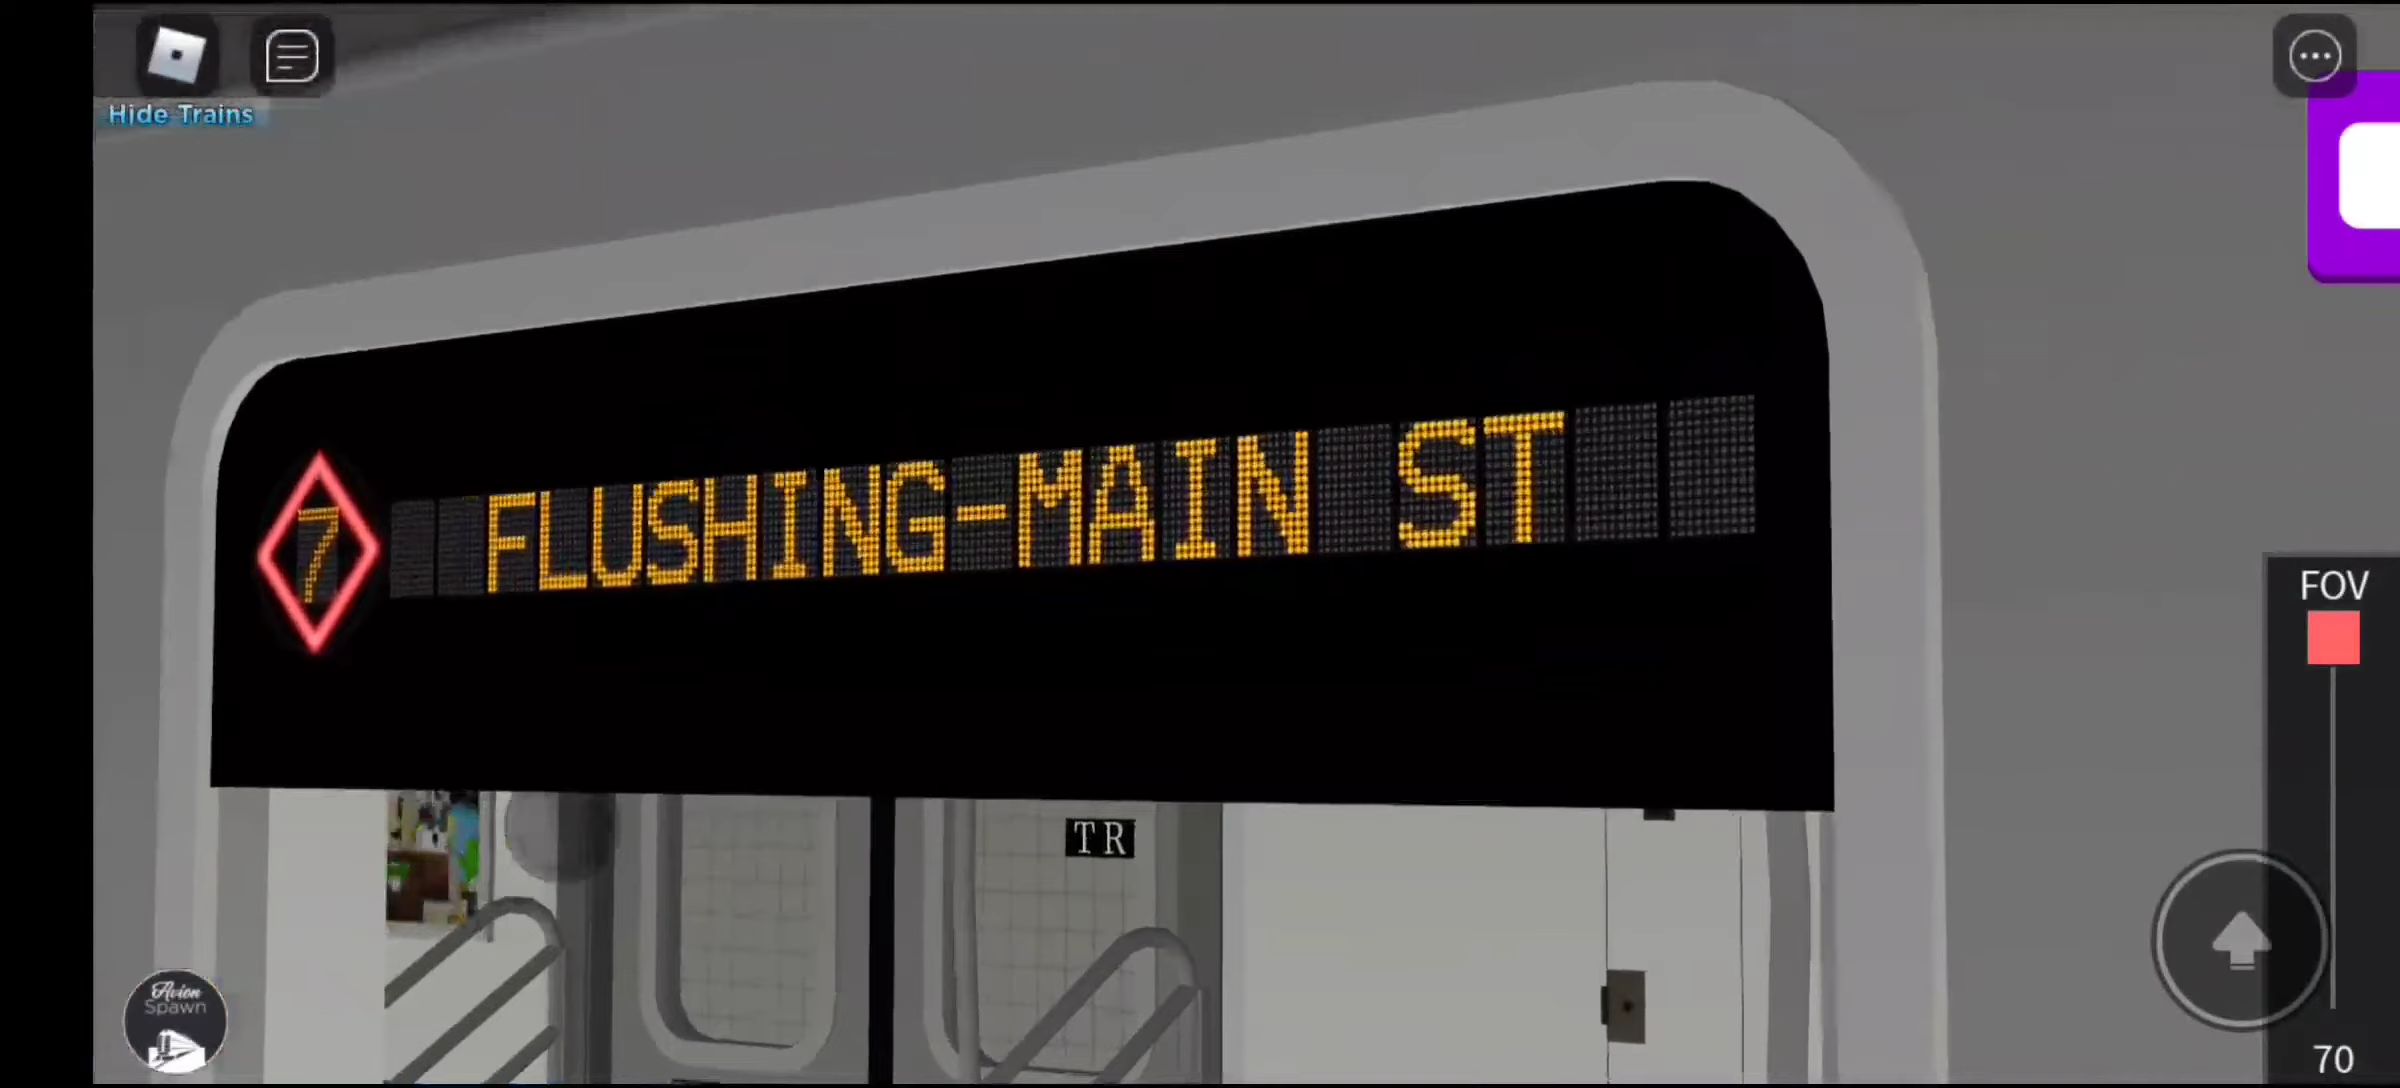 Hide Trains
7 FLUSHING-MAIN ST
FOV
TR
Avion
Spawn
70